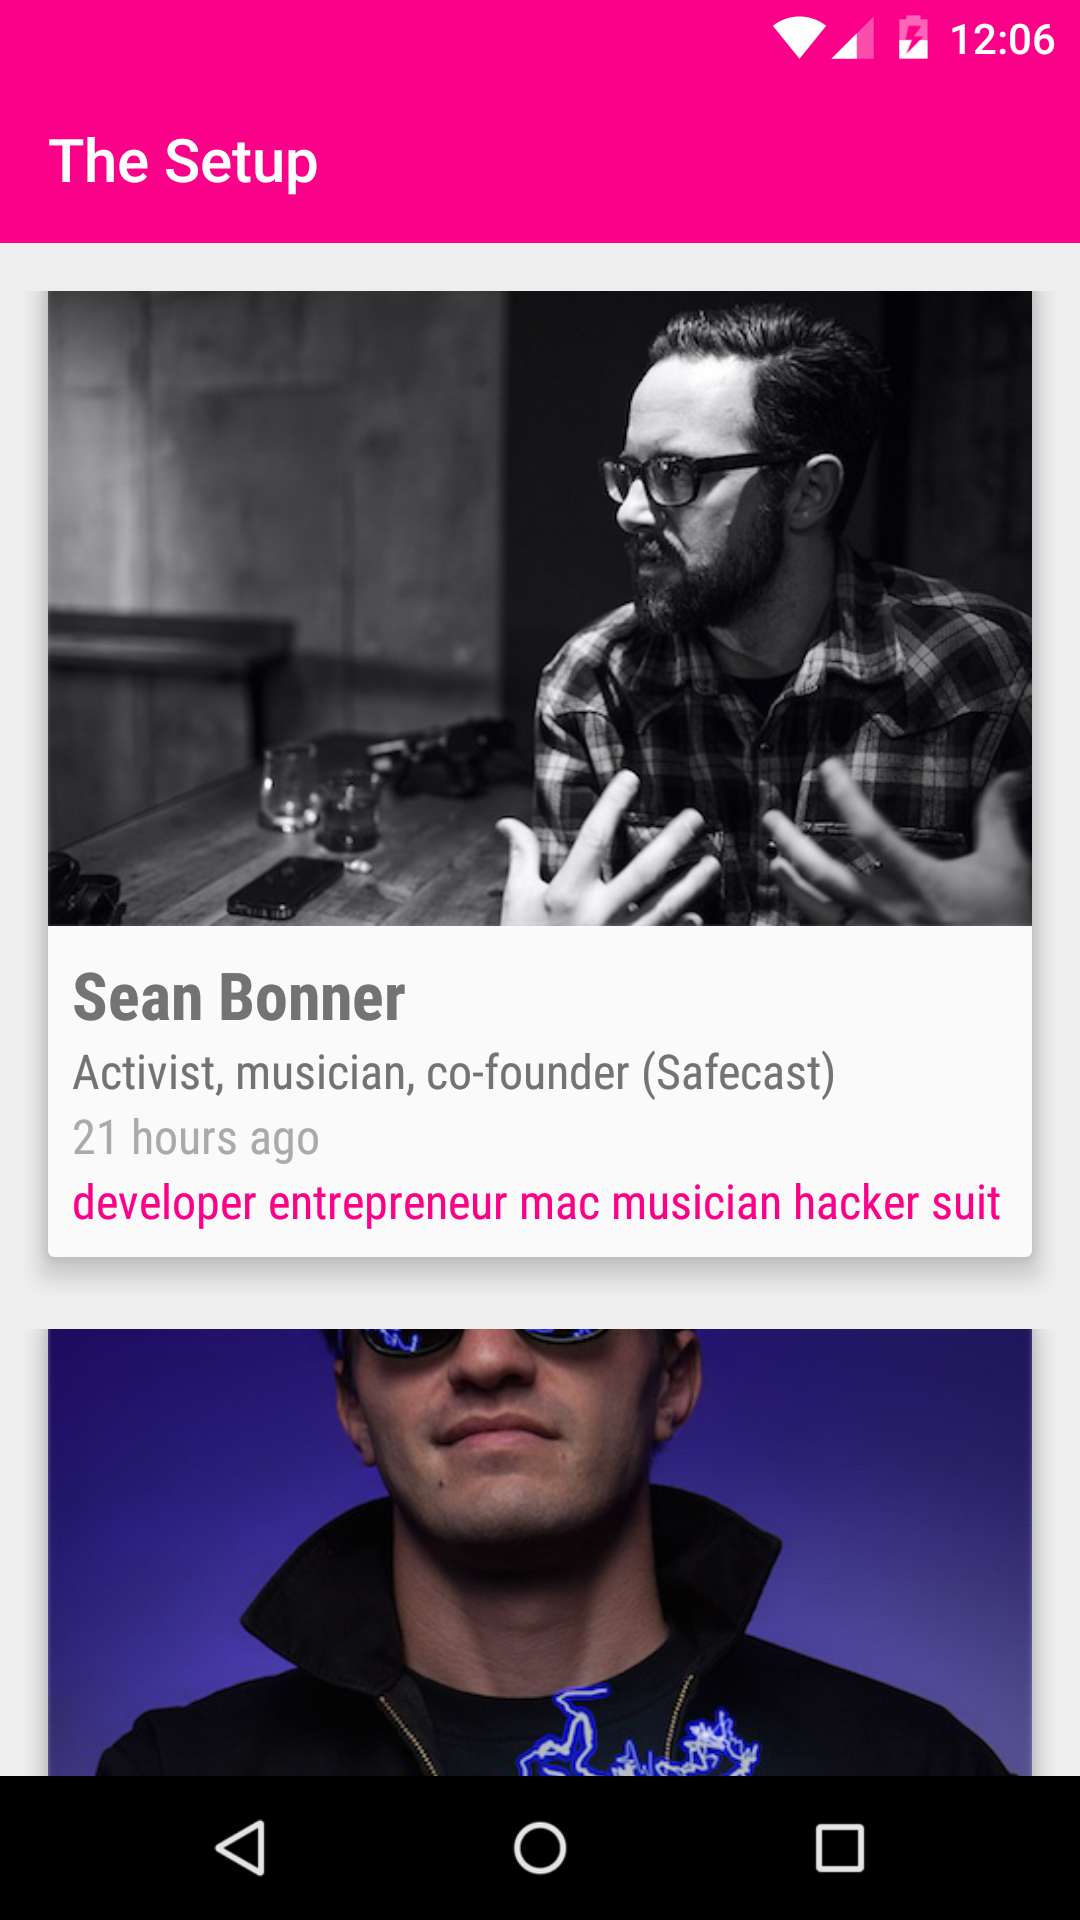 12:06
The Setup
Sean Bonner
Activist, musician, co-founder (Safecast)
21 hours ago
developer entrepreneur mac musician hacker suit